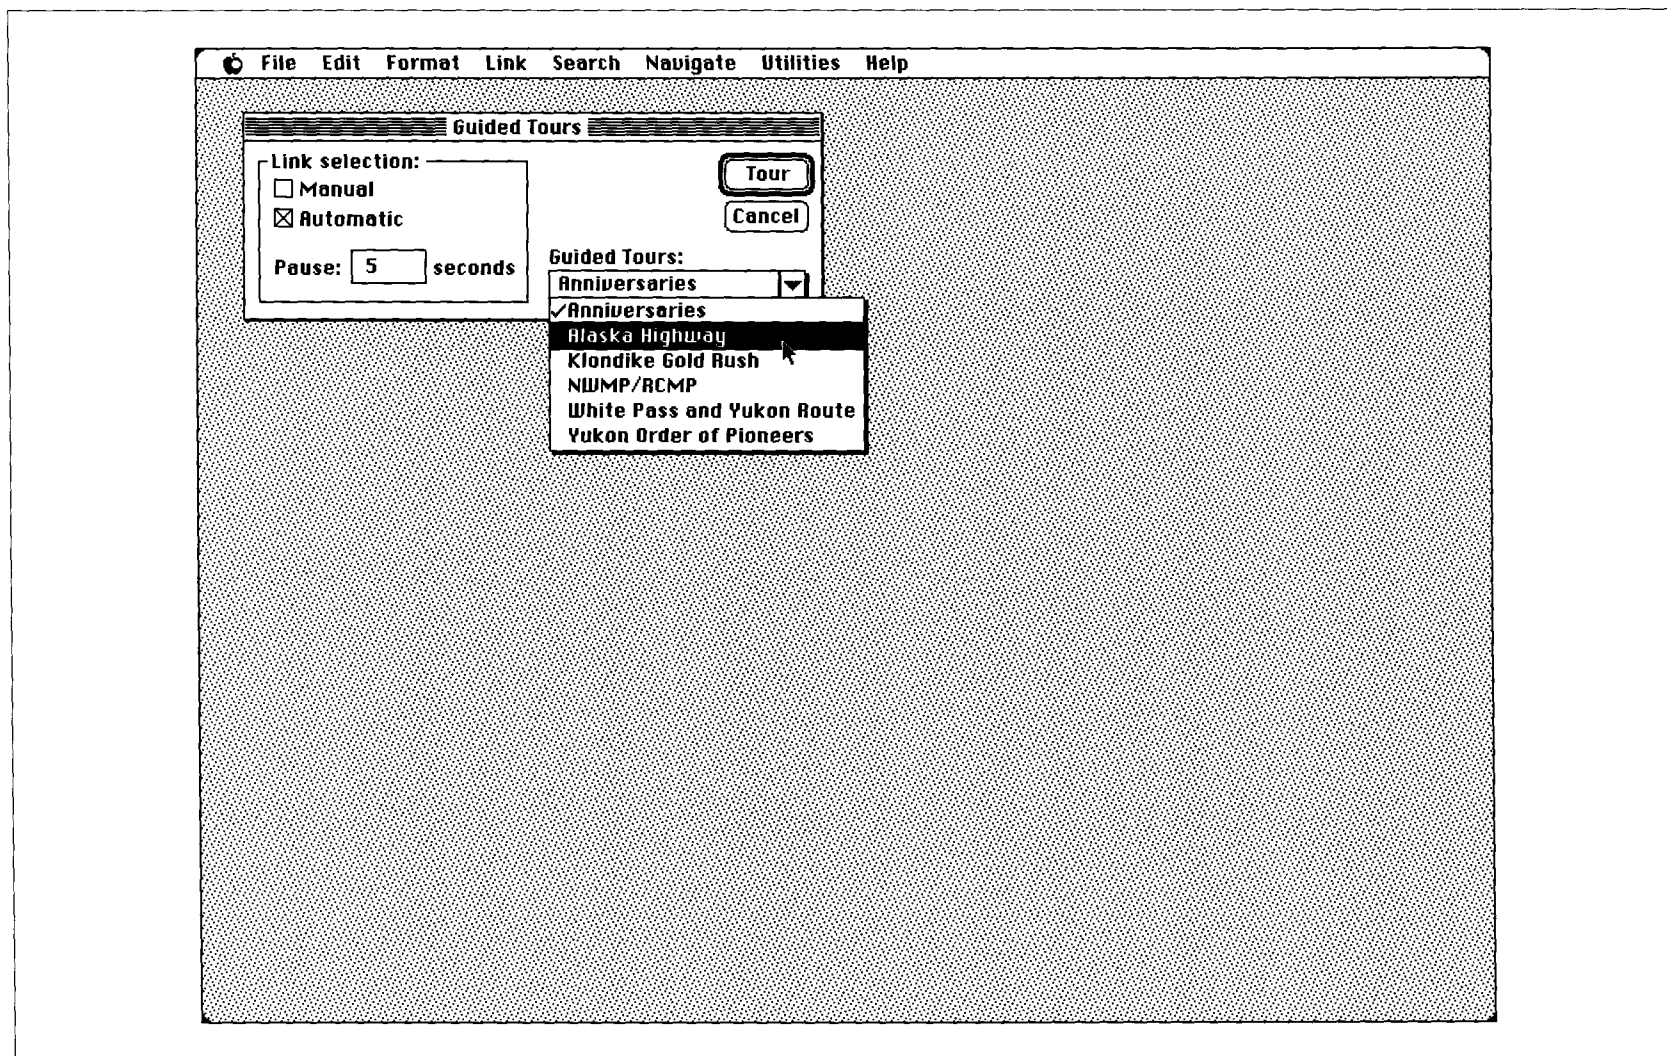 File Edit Format Link Search Navigate Utilities Help
Guided Tours
Link selection:
Manual
Automatic
Pause: 5 seconds
Tour
Cancel
Guided Tours:
Anniversaries
✓Anniversaries
Alaska Highway
Klondike Gold Rush
NWMP/RCMP
White Pass and Yukon Route
Yukon Order of Pioneers